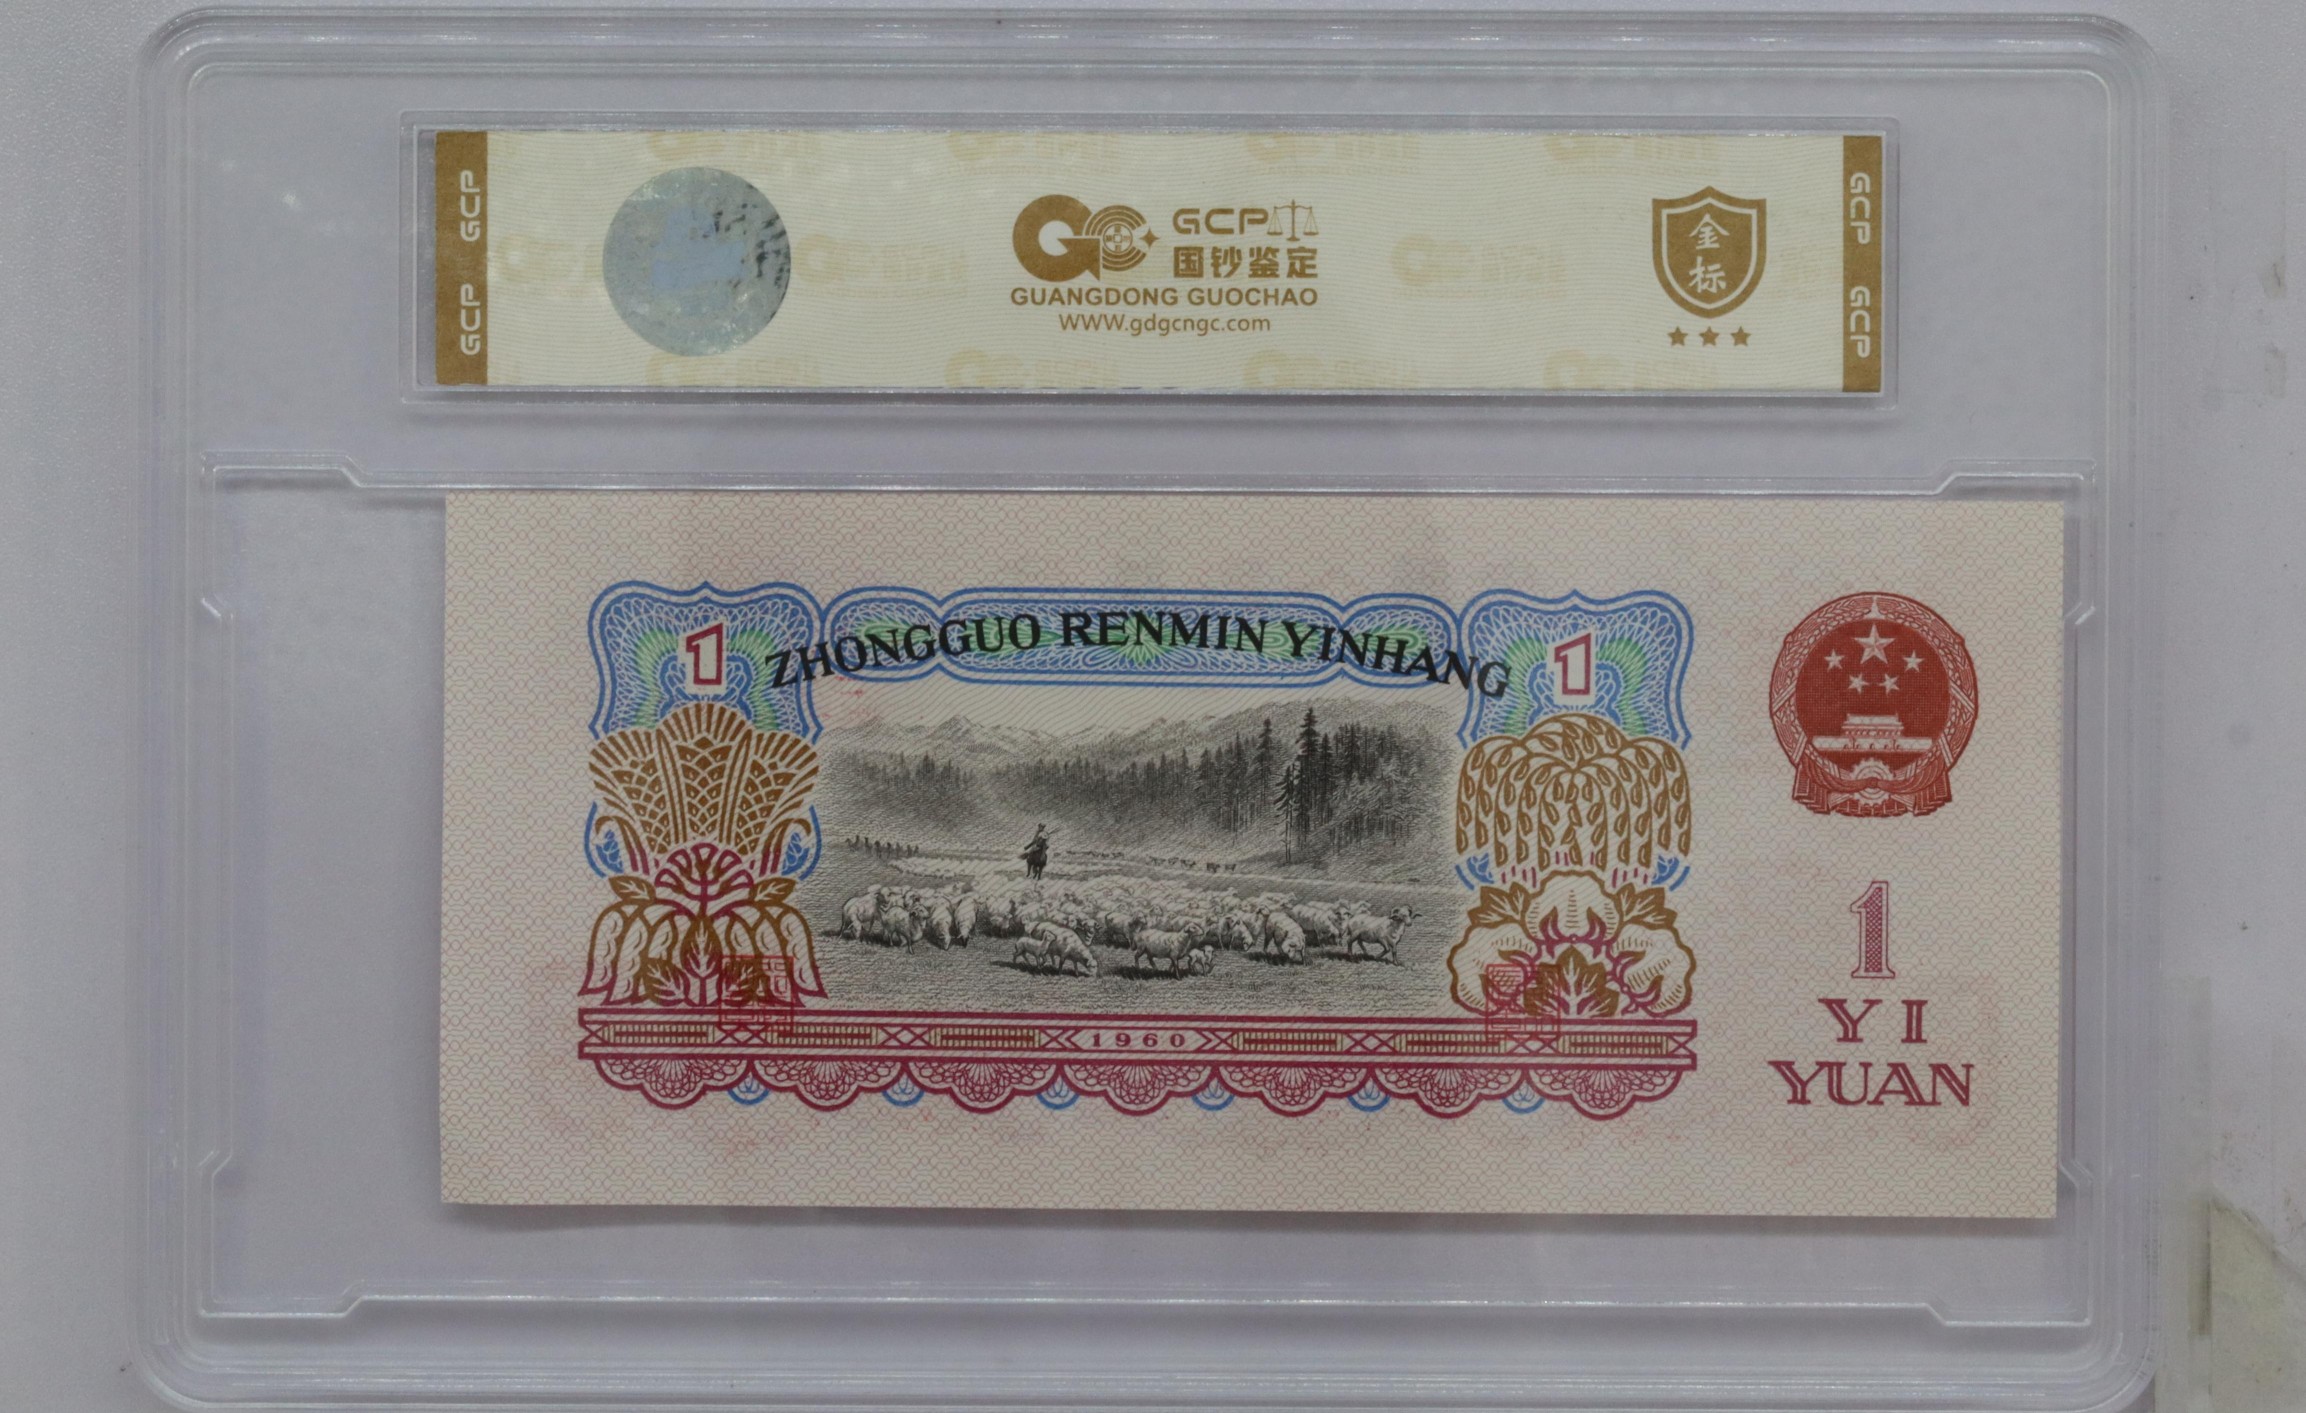 GCP GCP
GCP
国钞鉴定
GUANGDONG GUOCHAO
WWW.gdgcngc.com
金
标
GCP GCP
1 ZHONGGUO RENMIN YINHANG 1
1960
1
YI
YUAN